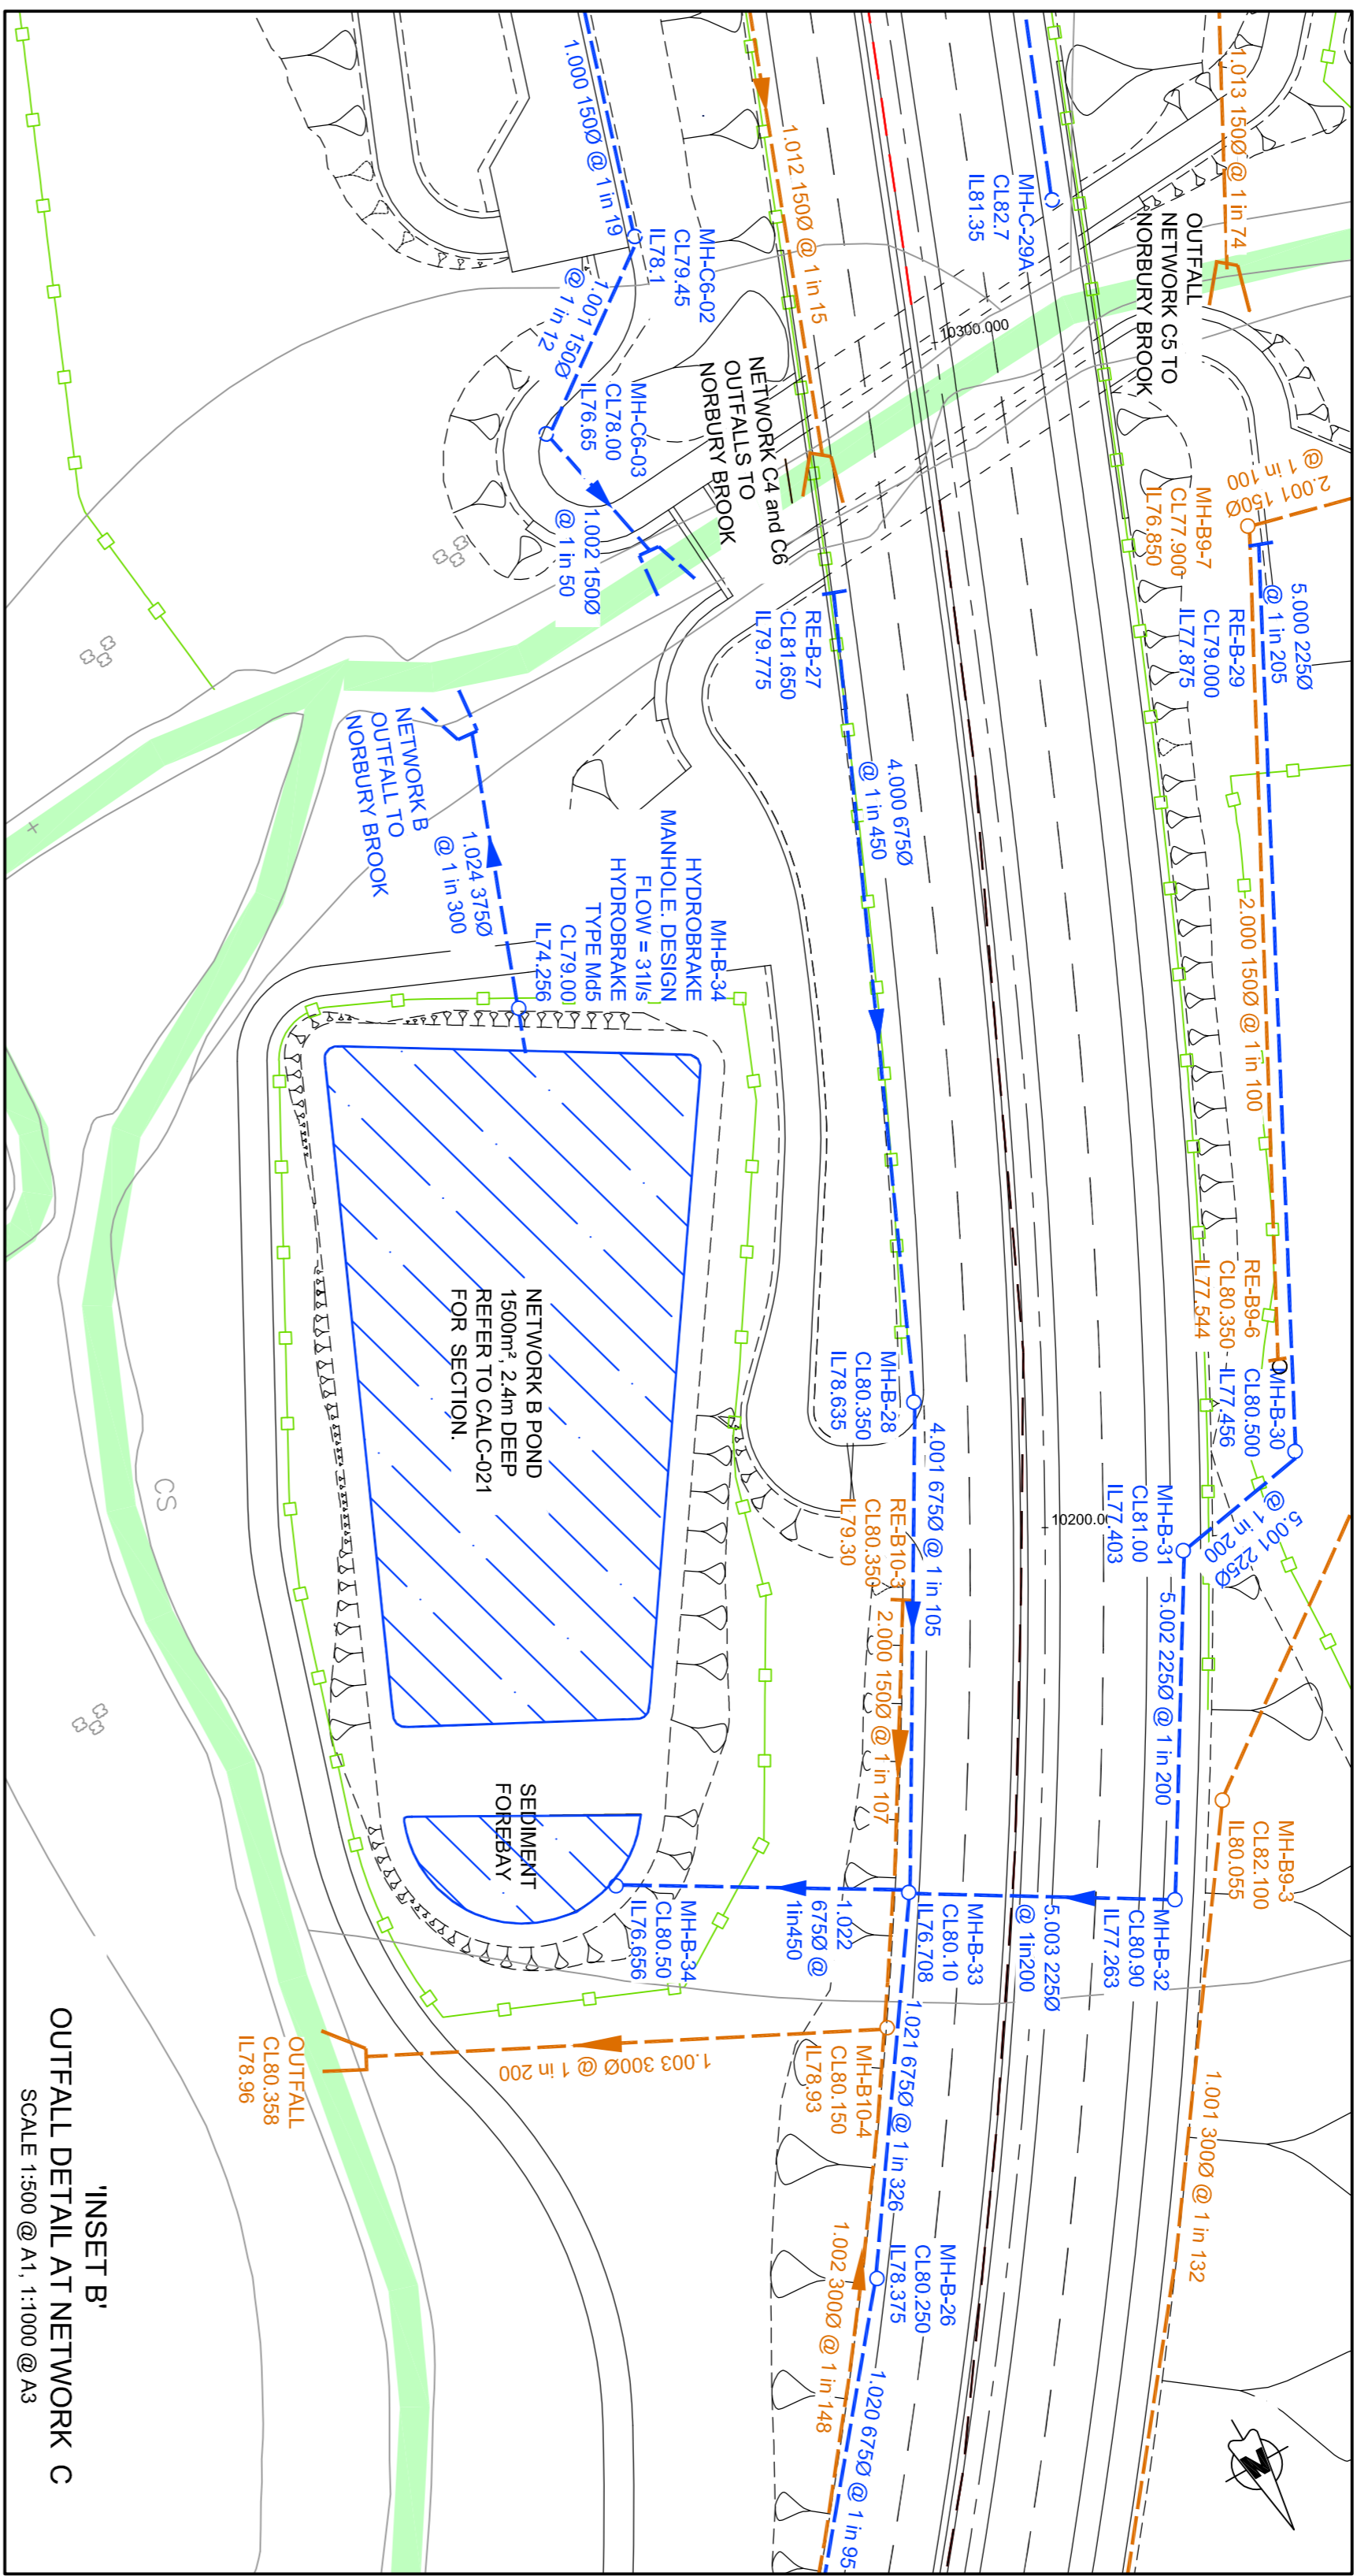 1.013 150Ø @ 1 in 74
OUTFALL
NETWORK C5 TO
NORBURY BROOK
MH-C-29A
CL82.7
IL81.35
10300.000
1.012 150Ø @ 1 in 15
1.000 150Ø @ 1 in 19
MH-C6-02
CL79.45
IL78.1
1.001 150Ø
@ 1 in 12
MH-C6-03
CL78.00
IL76.65
1.002 150Ø
@ 1 in 50
NETWORK C4 and C6
OUTFALLS TO
NORBURY BROOK
2.001 150Ø
@ 1 in 100
MH-B9-7
CL77.900
IL76.850
5.000 225Ø
@ 1 in 205
RE-B-29
CL79.000
IL77.875
RE-B-27
CL81.650
IL79.775
4.000 675Ø
@ 1 in 450
2.000 150Ø @ 1 in 100
NETWORK B
OUTFALL TO
NORBURY BROOK
1.024 375Ø
@ 1 in 300
MH-B-34
HYDROBRAKE
MANHOLE. DESIGN
FLOW = 31l/s
HYDROBRAKE
TYPE Md5
CL79.00
IL74.256
RE-B9-6
CL80.350
IL77.544
MH-B-30
CL80.500
IL77.456
5.001 225Ø
@ 1 in 200
MH-B-31
CL81.00
IL77.403
10200.0
MH-B-28
CL80.350
IL78.635
4.001 675Ø @ 1 in 105
RE-B10-3
CL80.350
IL79.30
2.000 150Ø @ 1 in 107
5.002 225Ø @ 1 in 200
NETWORK B POND
1500m², 2.4m DEEP
REFER TO CALC-021
FOR SECTION.
CS
SEDIMENT
FOREBAY
MH-B9-3
CL82.100
IL80.055
MH-B-32
CL80.90
IL77.263
5.003 225Ø
@ 1in200
MH-B-33
CL80.10
IL76.708
1.022
675Ø @
1in450
MH-B-34
CL80.50
IL76.656
1.021 675Ø @ 1 in 326
MH-B10-4
CL80.150
IL78.93
1.003 300Ø @ 1 in 200
OUTFALL
CL80.358
IL78.96
1.001 300Ø @ 1 in 132
MH-B-26
CL80.250
IL78.375
1.002 300Ø @ 1 in 148
1.020 675Ø @ 1 in 95
N
'INSET B'
OUTFALL DETAIL AT NETWORK C
SCALE 1:500 @ A1, 1:1000 @ A3